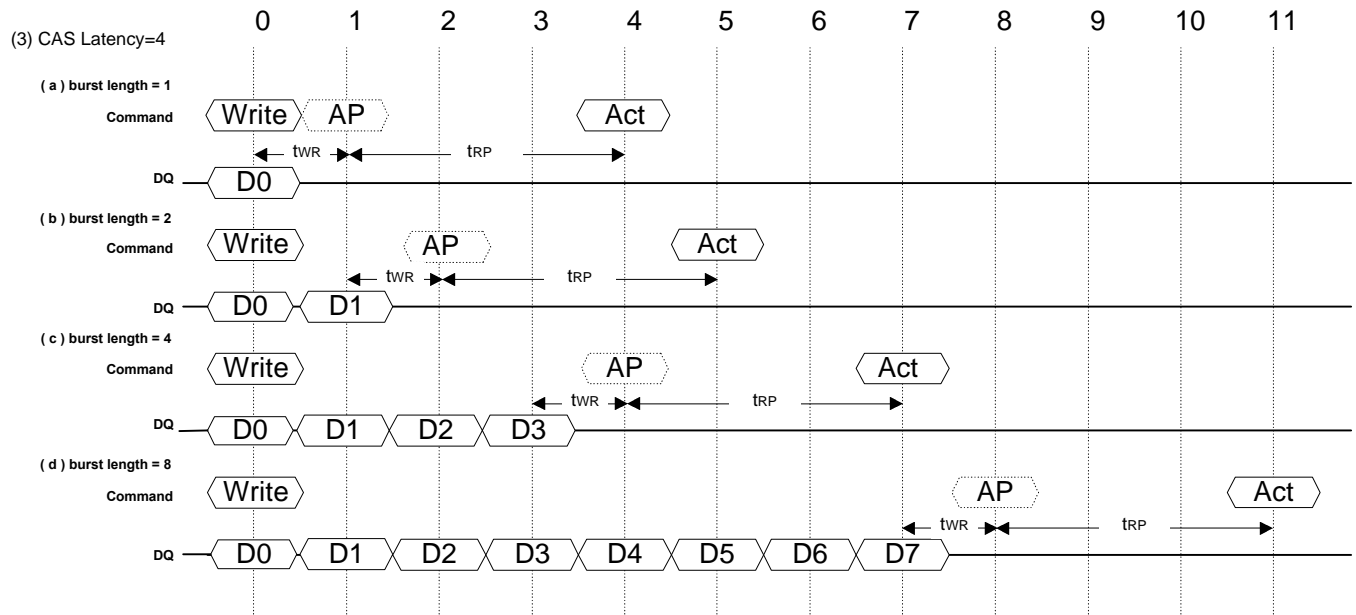 0 1 2 3 4 5 6 7 8 9 10 11
(3) CAS Latency=4
( a ) burst length = 1
Command Write AP Act
tWR tRP
DQ D0
( b ) burst length = 2
Command Write AP Act
tWR tRP
DQ D0 D1
( c ) burst length = 4
Command Write AP Act
tWR tRP
DQ D0 D1 D2 D3
( d ) burst length = 8
Command Write AP Act
tWR tRP
DQ D0 D1 D2 D3 D4 D5 D6 D7